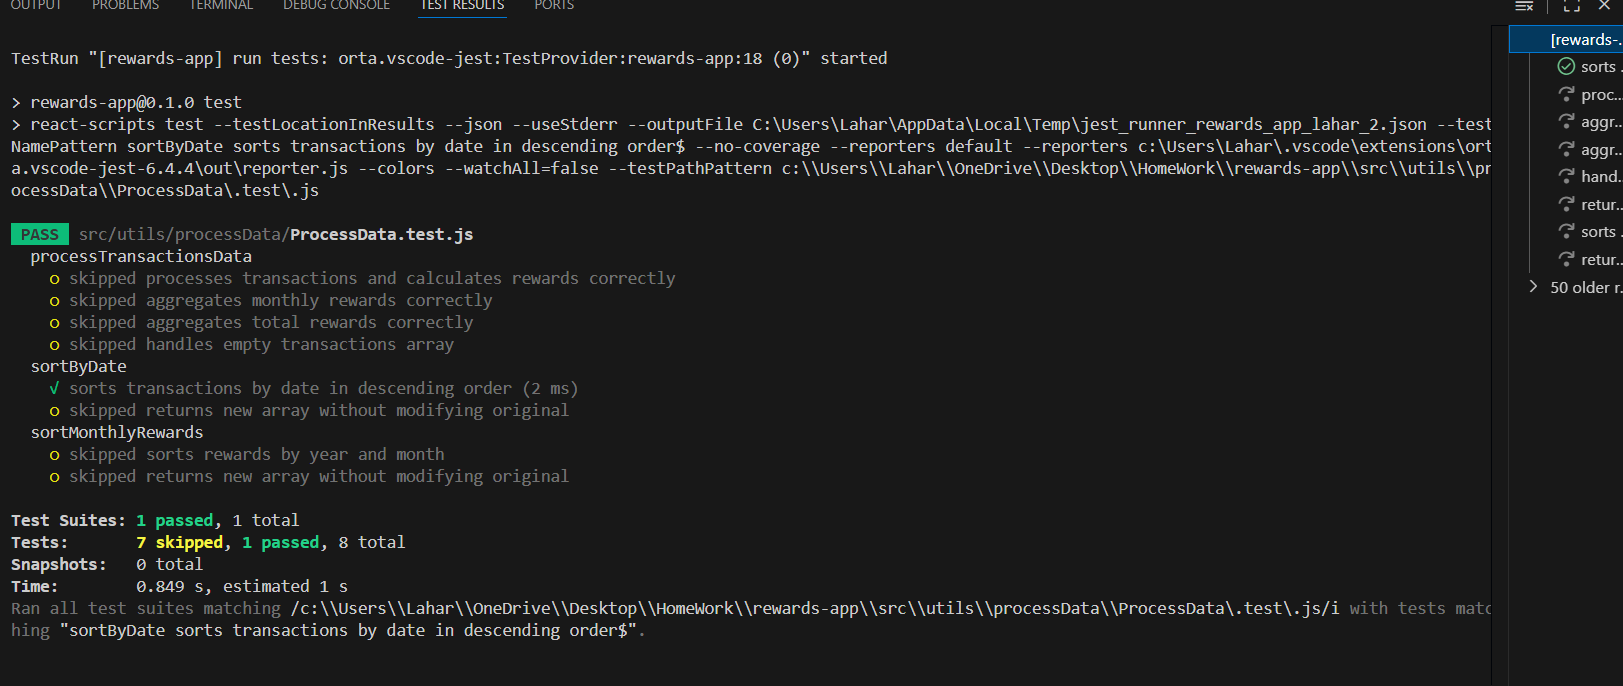 OUTPUT PROBLEMS TERMINAL DEBUG CONSOLE TEST RESULTS PORTS
TestRun "[rewards-app] run tests: orta.vscode-jest:TestProvider:rewards-app:18 (0)" started
> rewards-app@0.1.0 test
> react-scripts test --testLocationInResults --json --useStderr --outputFile C:\Users\Lahar\AppData\Local\Temp\jest_runner_rewards_app_lahar_2.json --test
NamePattern sortByDate sorts transactions by date in descending order$ --no-coverage --reporters default --reporters c:\Users\Lahar\.vscode\extensions\ort
a.vscode-jest-6.4.4\out\reporter.js --colors --watchAll=false --testPathPattern c:\\Users\\Lahar\\OneDrive\\Desktop\\HomeWork\\rewards-app\\src\\utils\\pr
ocessData\\ProcessData\.test\.js
PASS src/utils/processData/ProcessData.test.js
processTransactionsData
o skipped processes transactions and calculates rewards correctly
o skipped aggregates monthly rewards correctly
o skipped aggregates total rewards correctly
o skipped handles empty transactions array
sortByDate
√ sorts transactions by date in descending order (2 ms)
o skipped returns new array without modifying original
sortMonthlyRewards
o skipped sorts rewards by year and month
o skipped returns new array without modifying original
Test Suites: 1 passed, 1 total
Tests: 7 skipped, 1 passed, 8 total
Snapshots: 0 total
Time: 0.849 s, estimated 1 s
Ran all test suites matching /c:\\Users\\Lahar\\OneDrive\\Desktop\\HomeWork\\rewards-app\\src\\utils\\processData\\ProcessData\.test\.js/i with tests matc
hing "sortByDate sorts transactions by date in descending order$".
[rewards-..
sorts .
proc...
aggr..
aggr..
hand..
retur..
sorts .
retur..
50 older r.